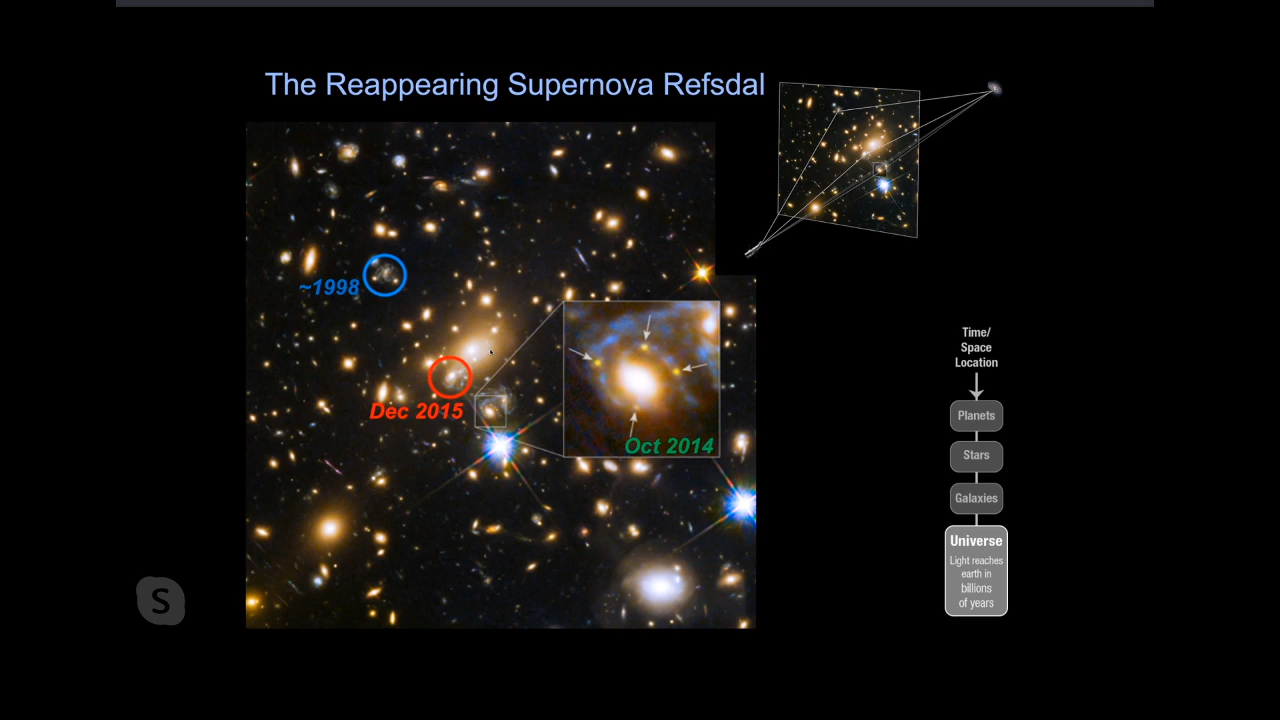 The Reappearing Supernova Refsdal
~1998
Dec 2015
Oct 2014
Time/
Space
Location
Planets
Stars
Galaxies
Universe
Light reaches
earth in
billions
of years
S